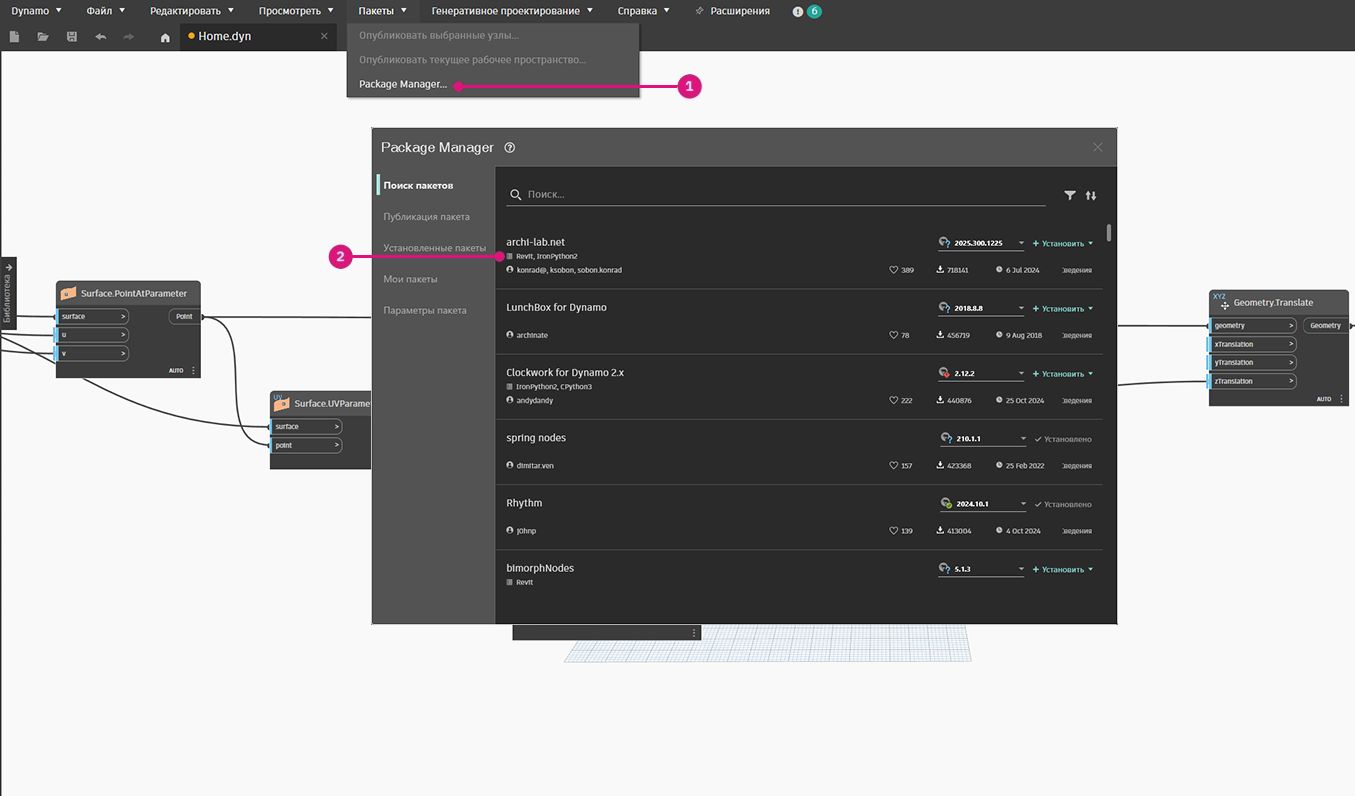 Dynamo Файл Редактировать Просмотреть Пакеты Генеративное проектирование Справка Расширения 6
Home.dyn
Опубликовать выбранные узлы...
Опубликовать текущее рабочее пространство...
Package Manager... 1
Package Manager
Поиск пакетов
Публикация пакета
2 Установленные пакеты
Мои пакеты
Параметры пакета
Поиск...
archi-lab.net 2025.300.1225 + Установить
Revit, IronPython2
konrad@, ksobon, sobon.konrad 389 718141 6 Jul 2024 ведения
LunchBox for Dynamo 2018.8.8 + Установить
archinate 78 456719 9 Aug 2018 ведения
Clockwork for Dynamo 2.x 2.12.2 + Установить
IronPython2, CPython3
andydandy 222 440876 25 Oct 2024 ведения
spring nodes 210.1.1 Установлено
dimitar.ven 157 423368 25 Feb 2022 ведения
Rhythm 2024.10.1 Установлено
j0hnp 139 413004 4 Oct 2024 ведения
bimorphNodes 5.1.3 + Установить
Revit
Библиотека
Surface.PointAtParameter
surface > Point
u >
v >
AUTO
UV
Surface.UVParame
surface >
point >
XYZ
Geometry.Translate
geometry > Geometry
xTranslation >
yTranslation >
zTranslation >
AUTO